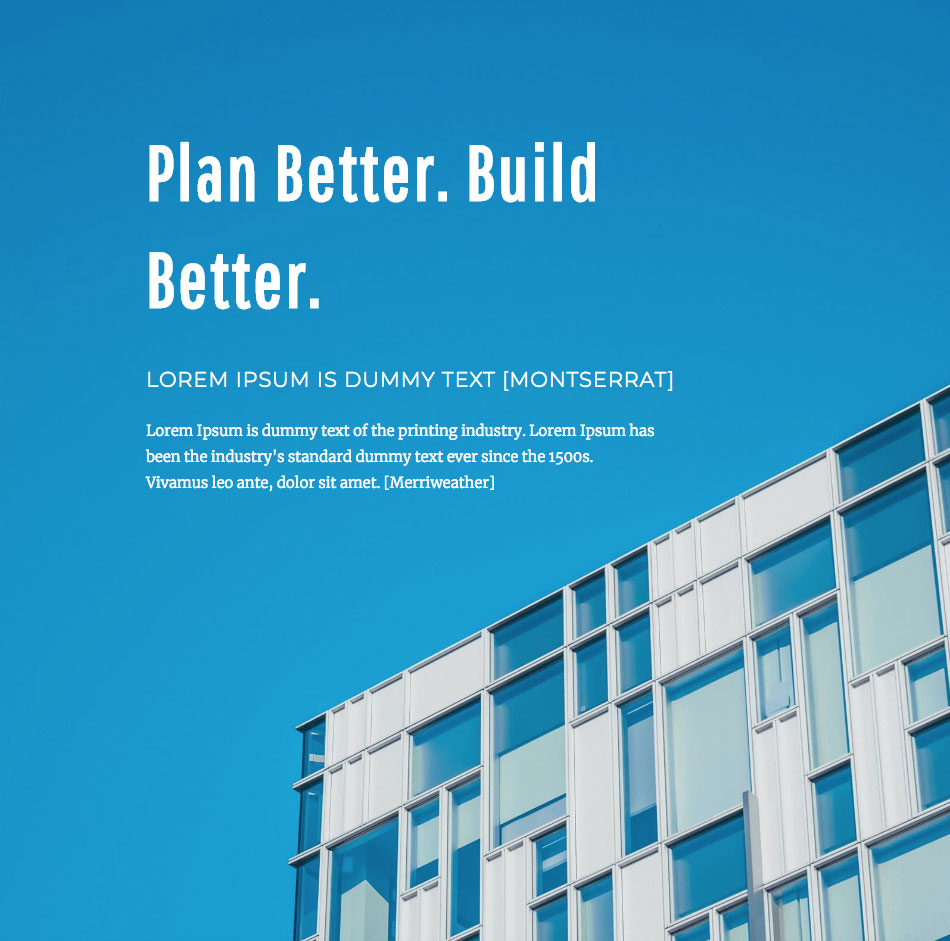 Plan Better. Build
Better.
LOREM IPSUM IS DUMMY TEXT [MONTSERRAT]
Lorem Ipsum is dummy text of the printing industry. Lorem Ipsum has
been the industry's standard dummy text ever since the 1500s.
Vivamus leo ante, dolor sit amet. [Merriweather]